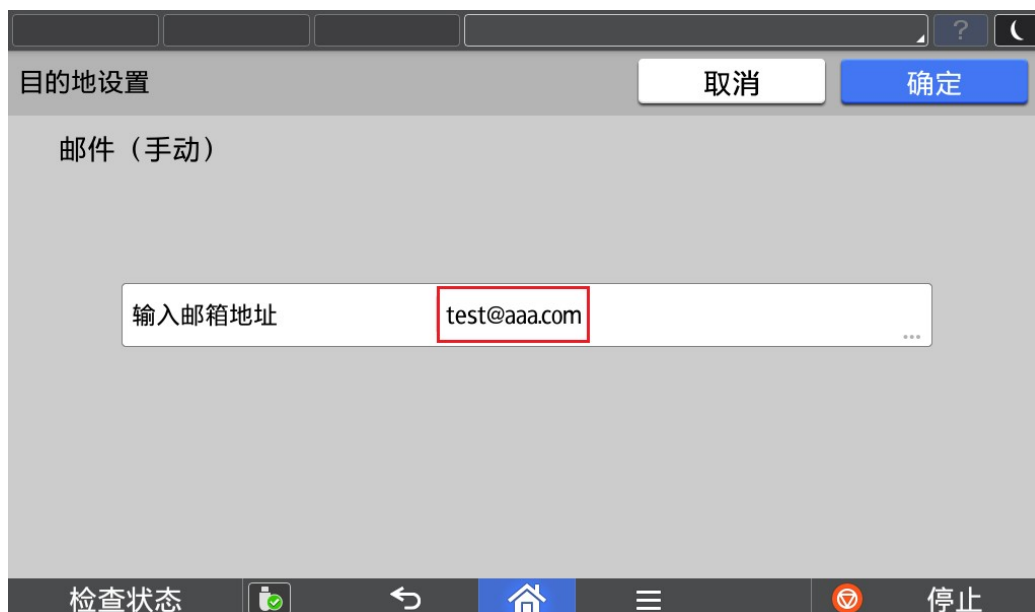 ?
目的地设置 取消 确定
邮件（手动）
输入邮箱地址 test@aaa.com ...
检查状态 停止